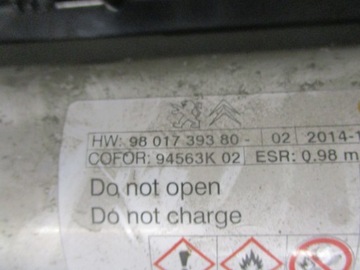 HW: 98 017 393 80 - 02 2014-1
COFOR: 94563K 02 ESR: 0.98 m
Do not open
Do not charge